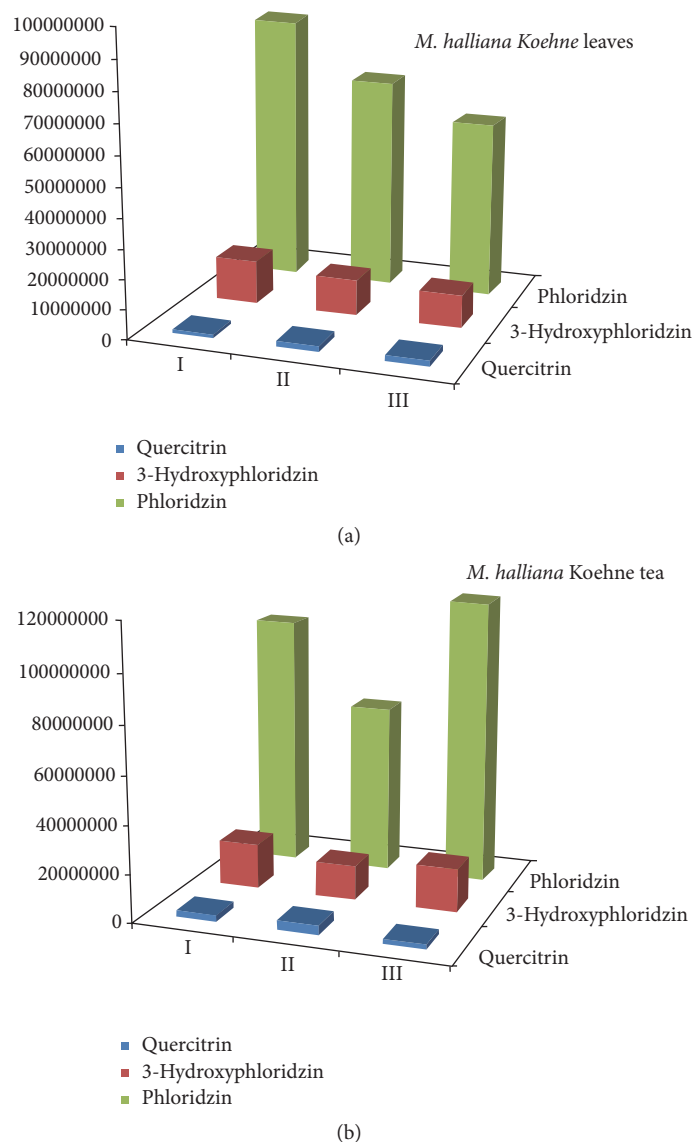 M. halliana Koehne leaves
100000000
90000000
80000000
70000000
60000000
50000000
40000000
30000000
20000000
10000000
0
I
II
III
Phloridzin
3-Hydroxyphloridzin
Quercitrin
Quercitrin
3-Hydroxyphloridzin
Phloridzin
(a)
M. halliana Koehne tea
120000000
100000000
80000000
60000000
40000000
20000000
0
I
II
III
Phloridzin
3-Hydroxyphloridzin
Quercitrin
Quercitrin
3-Hydroxyphloridzin
Phloridzin
(b)